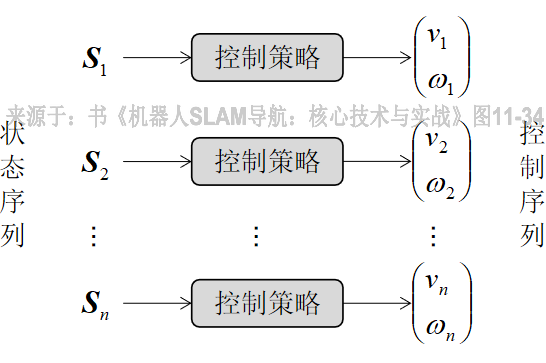 S₁ 控制策略 (v₁ ω₁)
来源于：书《机器人SLAM导航：核心技术与实战》图11-34
状态序列
S₂ 控制策略 (v₂ ω₂)
控制序列
⋮ ⋮ ⋮
Sₙ 控制策略 (vₙ ωₙ)